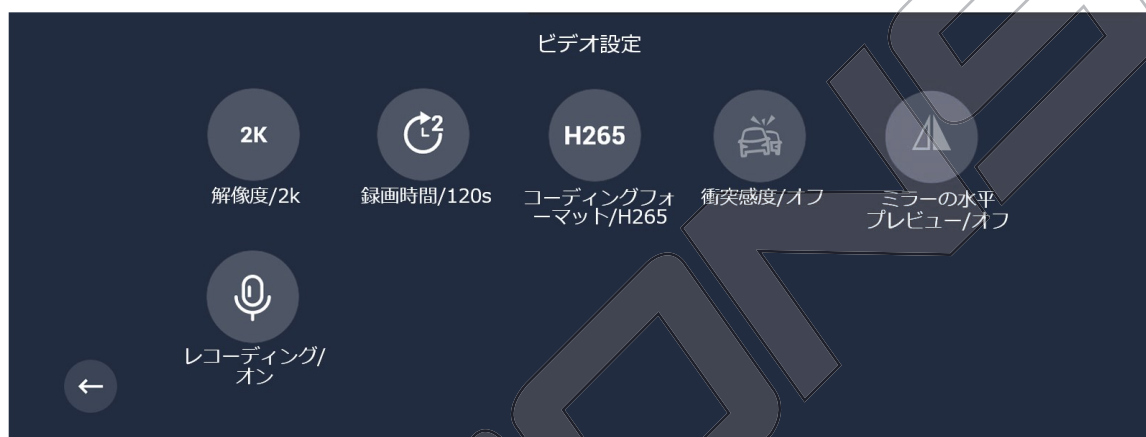 ビデオ設定
2K
2
H265
解像度/2k
録画時間/120s
コーディングフォ
ーマット/H265
衝突感度/オフ
ミラーの水平
プレビュー/オフ
レコーディング/
オン